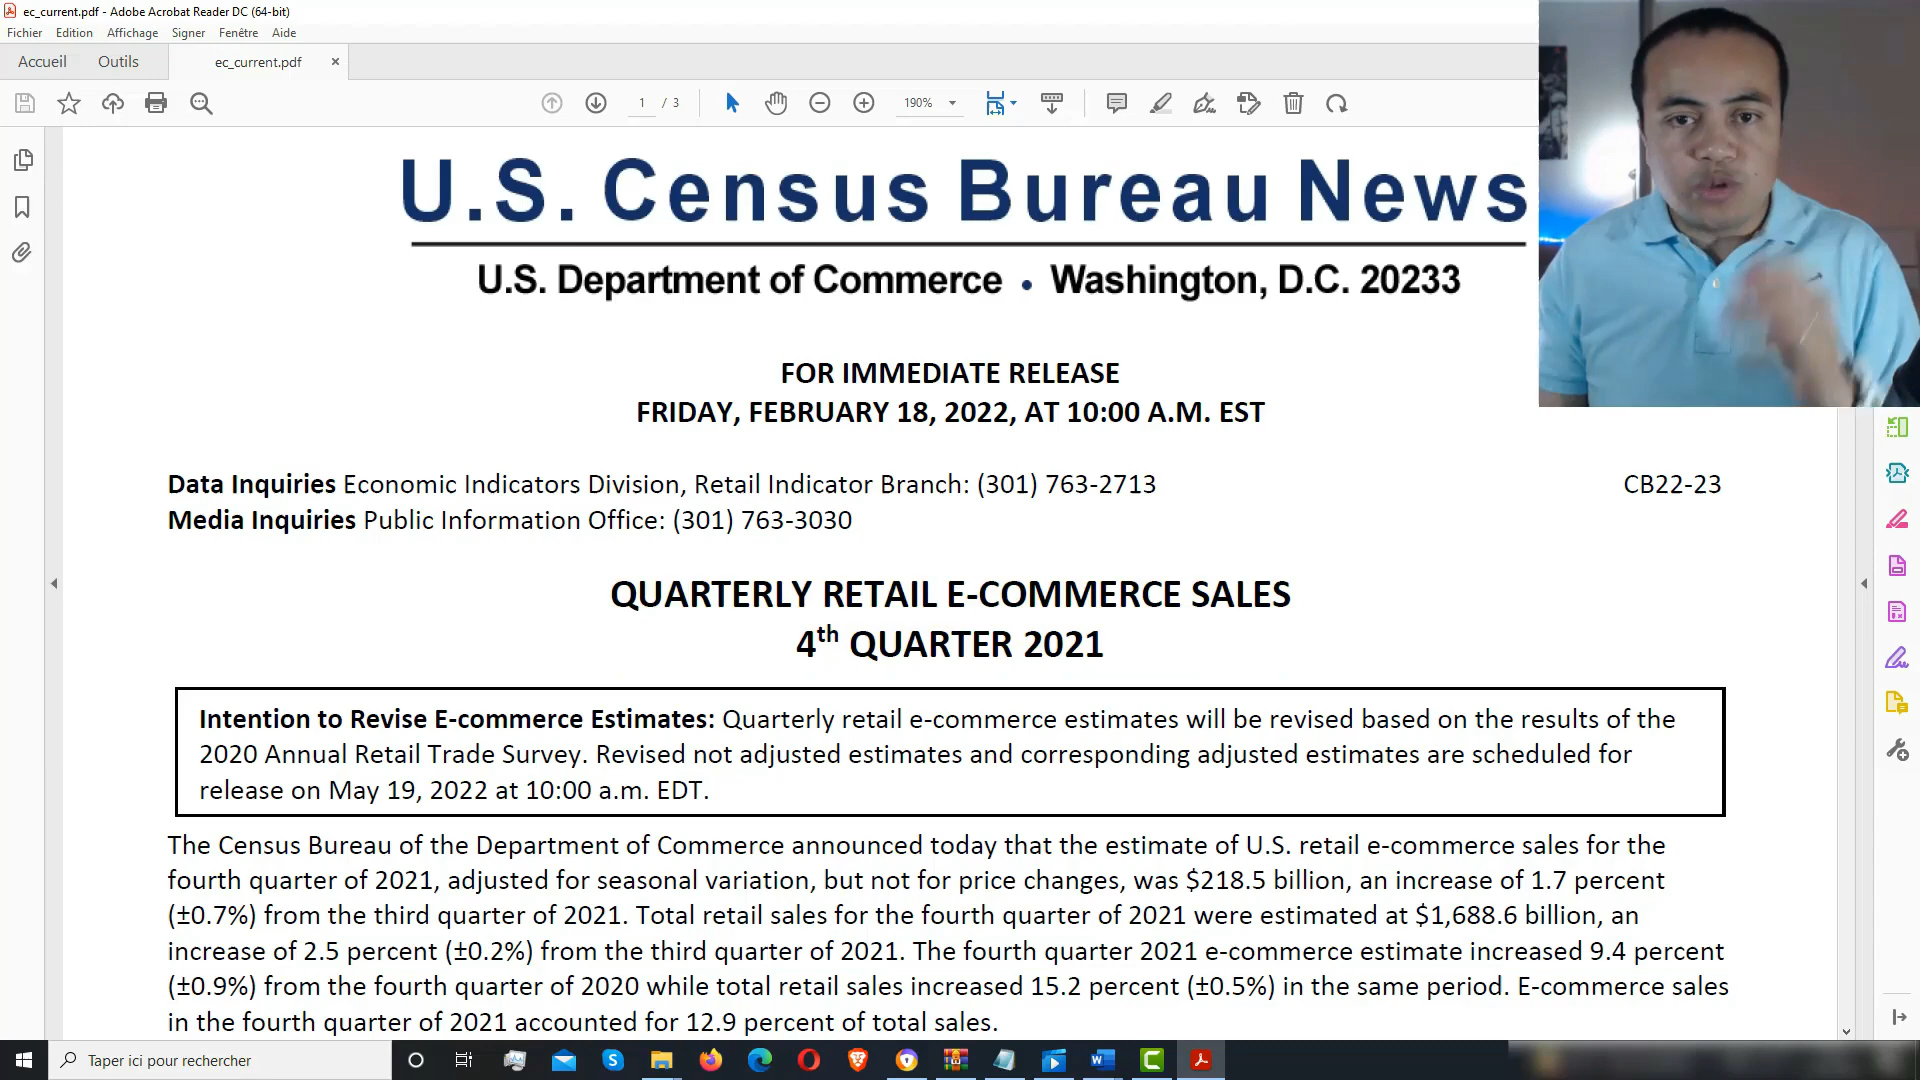 ec_current.pdf - Adobe Acrobat Reader DC (64-bit)
Fichier Edition Affichage Signer Fenêtre Aide
Accueil Outils ec_current.pdf ×
1 / 3 190%
U.S. Census Bureau News
U.S. Department of Commerce • Washington, D.C. 20233
FOR IMMEDIATE RELEASE
FRIDAY, FEBRUARY 18, 2022, AT 10:00 A.M. EST
Data Inquiries Economic Indicators Division, Retail Indicator Branch: (301) 763-2713 CB22-23
Media Inquiries Public Information Office: (301) 763-3030
QUARTERLY RETAIL E-COMMERCE SALES
4th QUARTER 2021
Intention to Revise E-commerce Estimates: Quarterly retail e-commerce estimates will be revised based on the results of the
2020 Annual Retail Trade Survey. Revised not adjusted estimates and corresponding adjusted estimates are scheduled for
release on May 19, 2022 at 10:00 a.m. EDT.
The Census Bureau of the Department of Commerce announced today that the estimate of U.S. retail e-commerce sales for the
fourth quarter of 2021, adjusted for seasonal variation, but not for price changes, was $218.5 billion, an increase of 1.7 percent
(±0.7%) from the third quarter of 2021. Total retail sales for the fourth quarter of 2021 were estimated at $1,688.6 billion, an
increase of 2.5 percent (±0.2%) from the third quarter of 2021. The fourth quarter 2021 e-commerce estimate increased 9.4 percent
(±0.9%) from the fourth quarter of 2020 while total retail sales increased 15.2 percent (±0.5%) in the same period. E-commerce sales
in the fourth quarter of 2021 accounted for 12.9 percent of total sales.
Taper ici pour rechercher